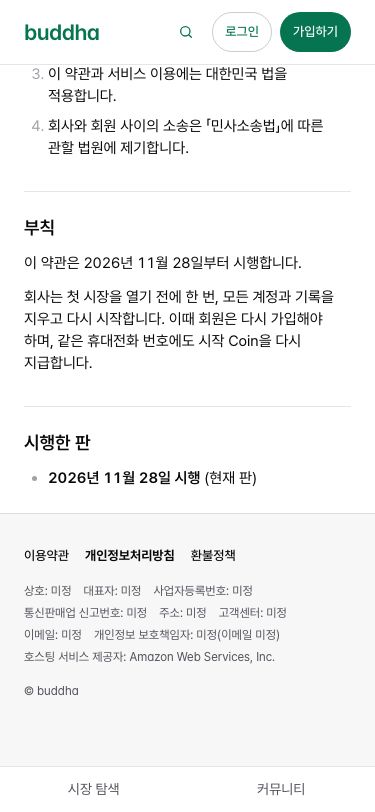 buddha
로그인
가입하기
3. 이 약관과 서비스 이용에는 대한민국 법을
적용합니다.
4. 회사와 회원 사이의 소송은 「민사소송법」에 따른
관할 법원에 제기합니다.
부칙
이 약관은 2026년 11월 28일부터 시행합니다.
회사는 첫 시장을 열기 전에 한 번, 모든 계정과 기록을
지우고 다시 시작합니다. 이때 회원은 다시 가입해야
하며, 같은 휴대전화 번호에도 시작 Coin을 다시
지급합니다.
시행한 판
• 2026년 11월 28일 시행 (현재 판)
이용약관 개인정보처리방침 환불정책
상호: 미정 대표자: 미정 사업자등록번호: 미정
통신판매업 신고번호: 미정 주소: 미정 고객센터: 미정
이메일: 미정 개인정보 보호책임자: 미정(이메일 미정)
호스팅 서비스 제공자: Amazon Web Services, Inc.
© buddha
시장 탐색
커뮤니티